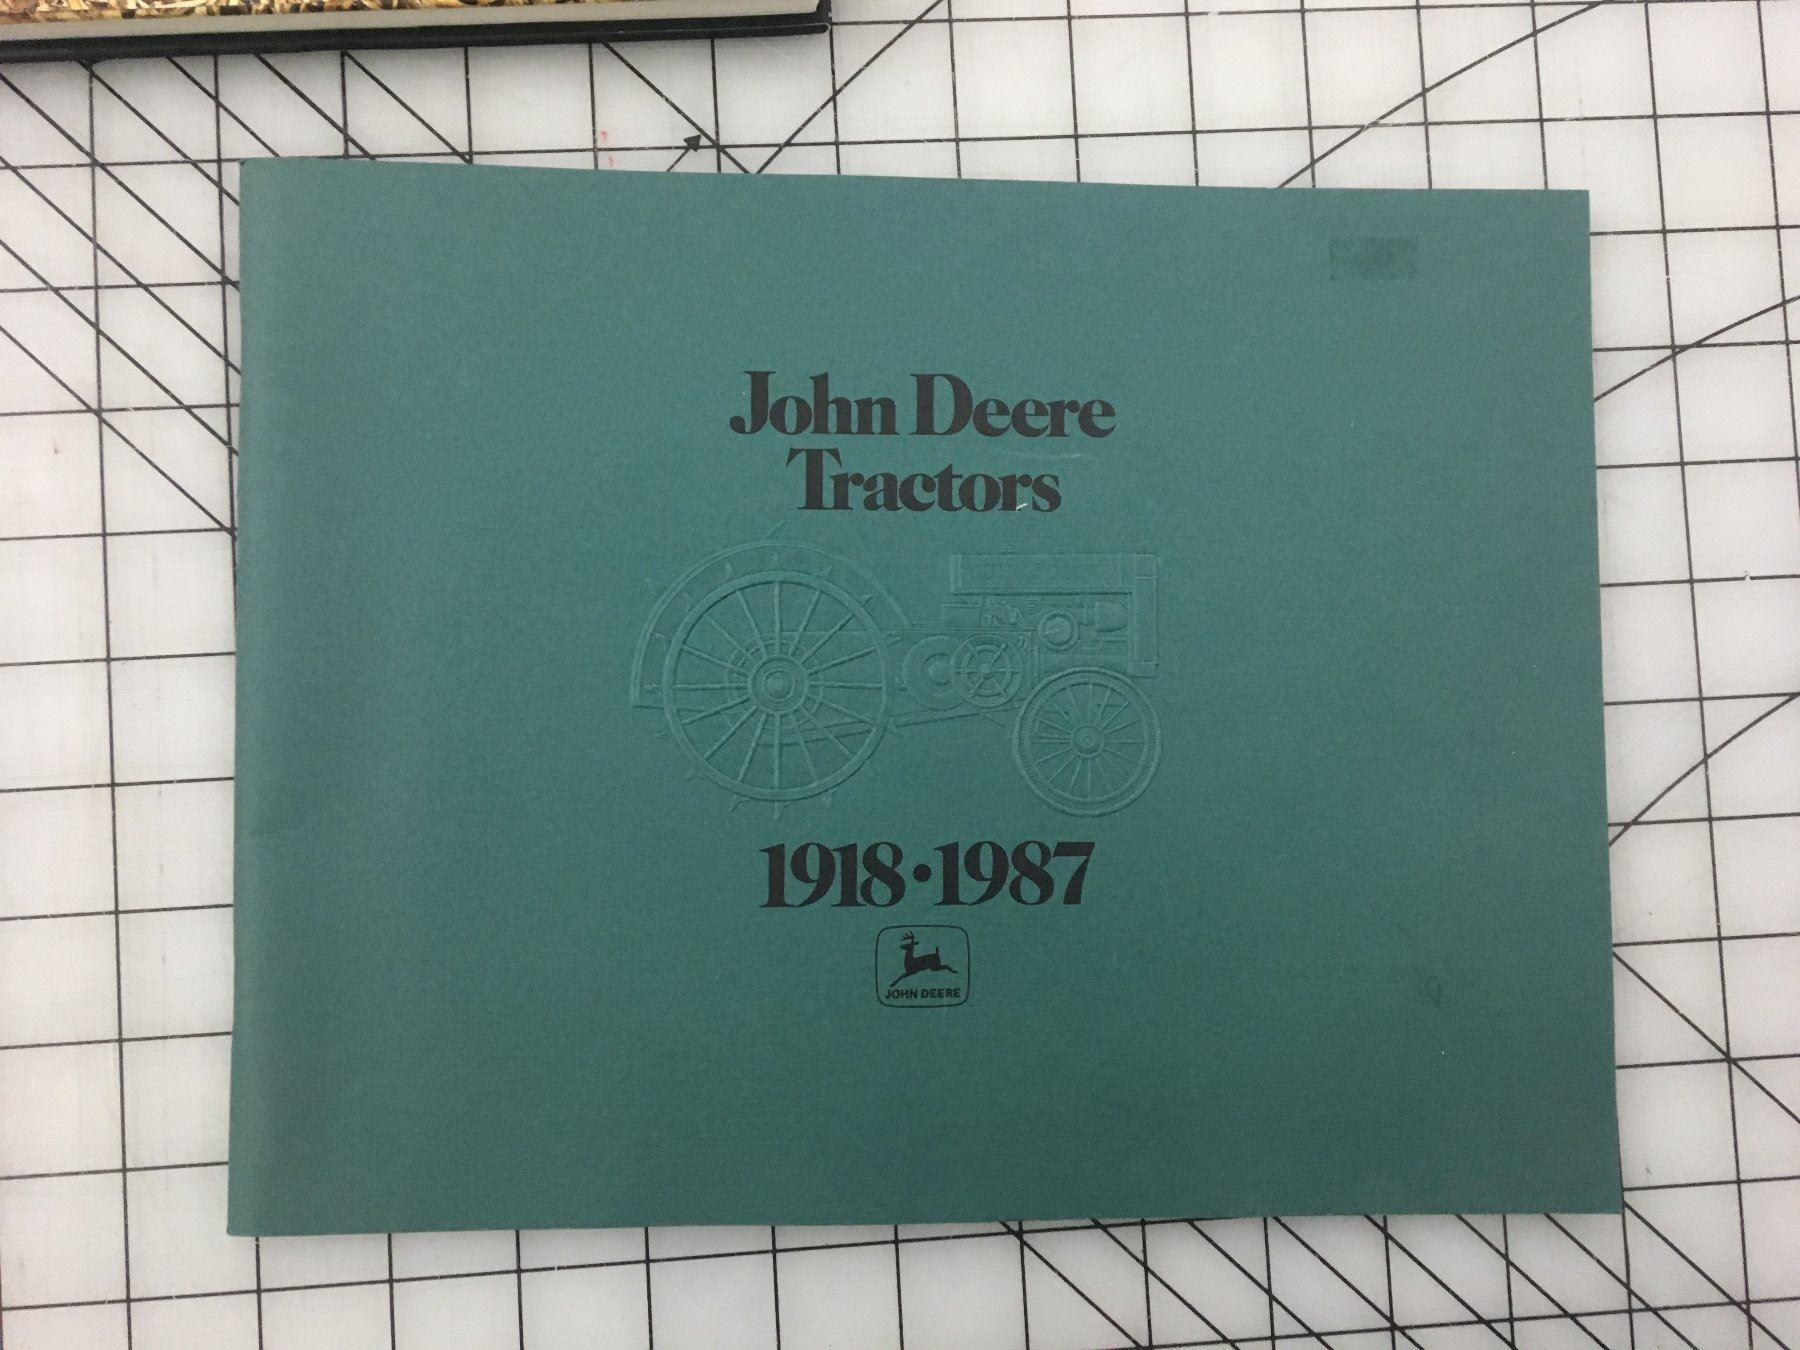 John Deere
Tractors
1918·1987
JOHN DEERE